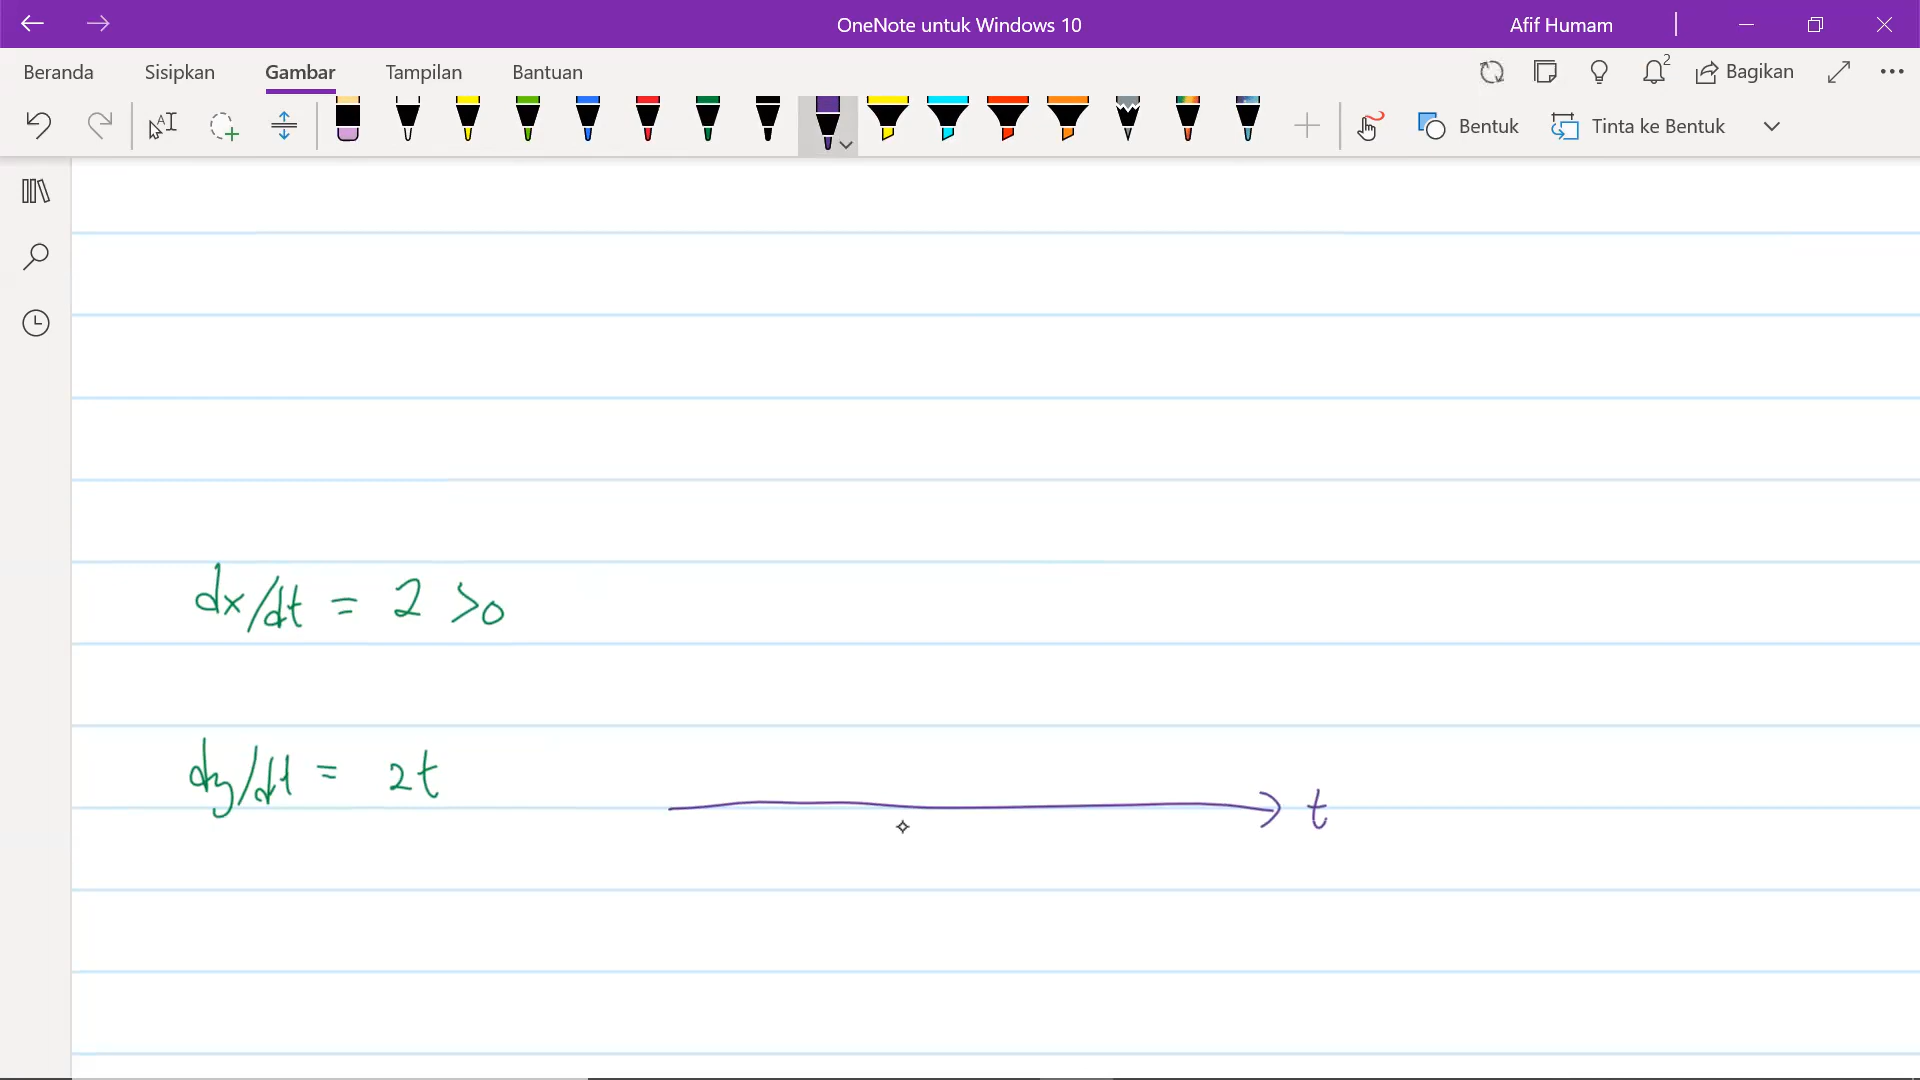 OneNote untuk Windows 10
Afif Humam
Beranda Sisipkan Gambar Tampilan Bantuan
2 Bagikan
Bentuk Tinta ke Bentuk
dx/dt = 2 >0
dy/dt = 2t
t